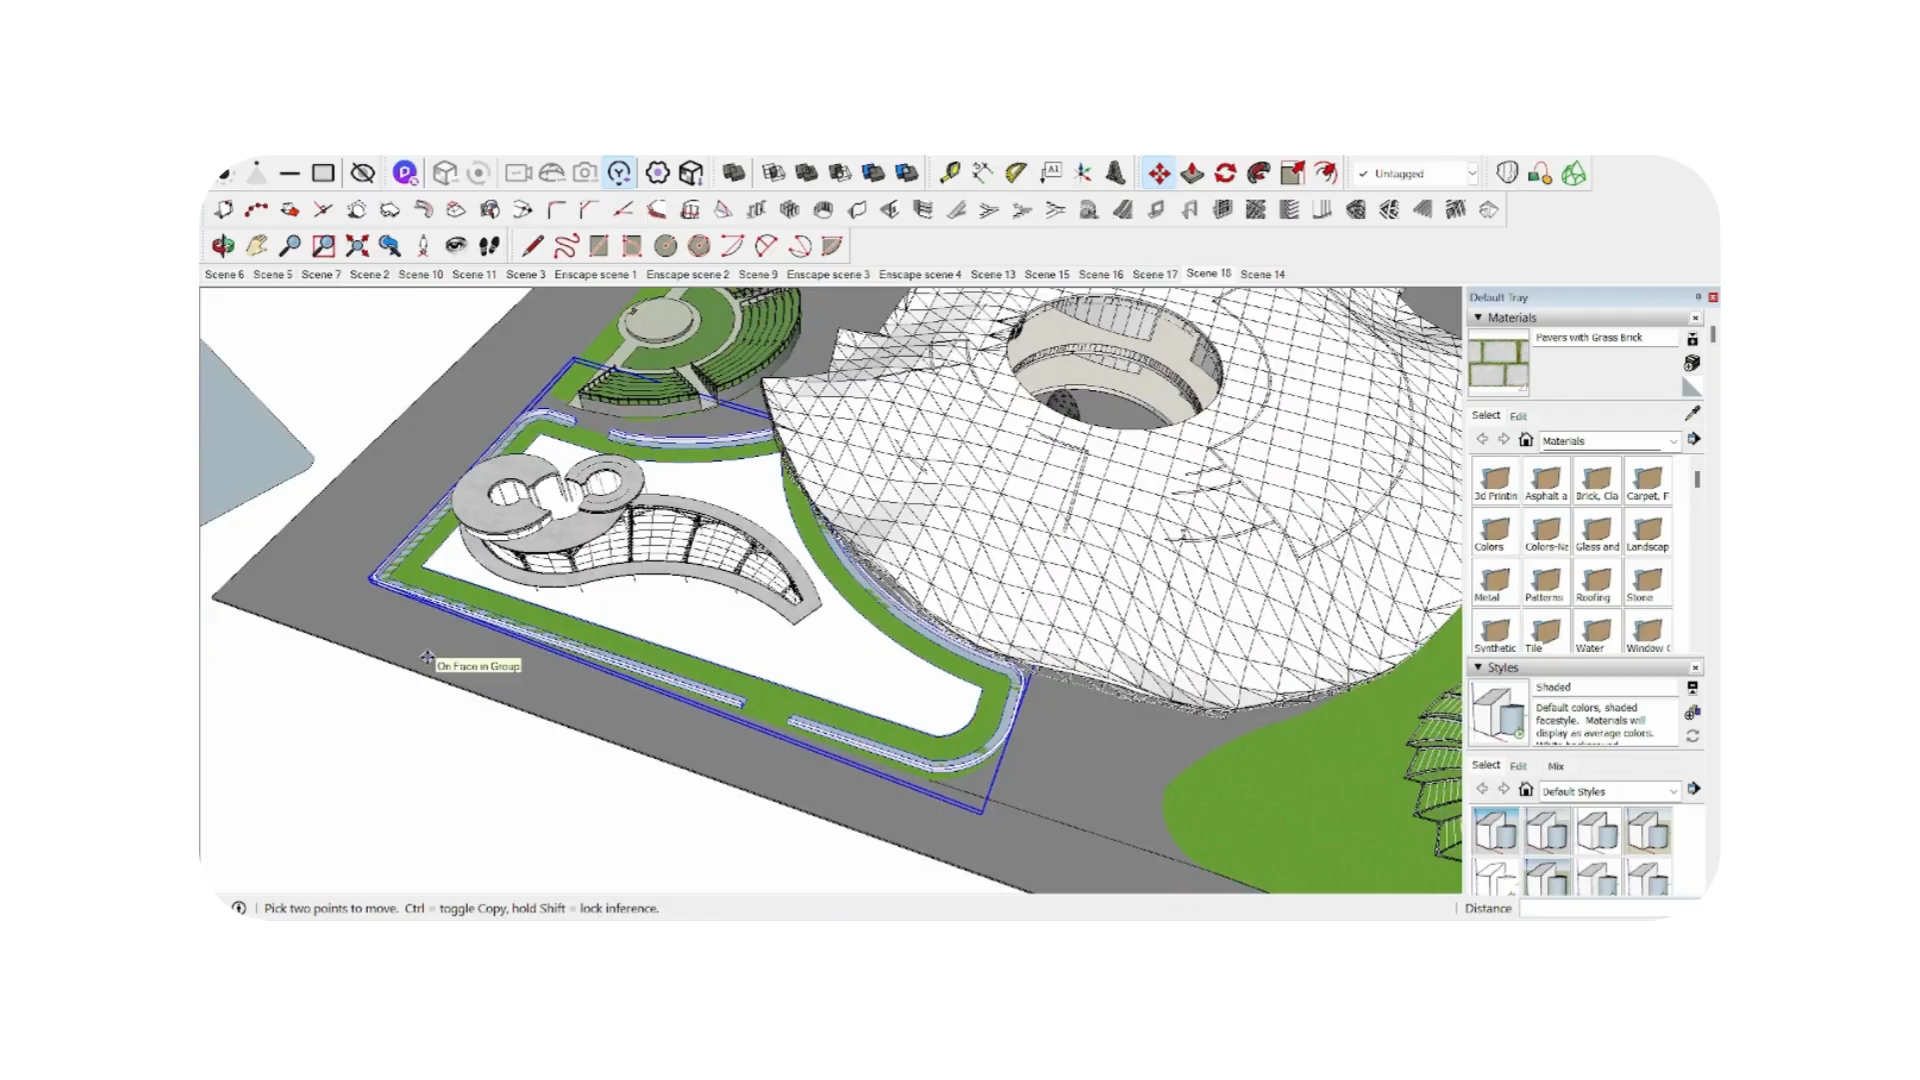 A1
Untagged
Scene 6 Scene 5 Scene 7 Scene 2 Scene 10 Scene 11 Scene 3 Enscape scene 1 Enscape scene 2 Scene 9 Enscape scene 3 Enscape scene 4 Scene 13 Scene 15 Scene 16 Scene 17 Scene 18 Scene 14
Default Tray
Materials
Pavers with Grass Brick
Select Edit
Materials
3d Printin Asphalt a Brick, Cla Carpet, F
Colors Colors-Na Glass and Landscap
Metal Patterns Roofing Stone
Synthetic Tile Water Window C
On Face in Group
Styles
Shaded
Default colors, shaded
facestyle. Materials will
display as average colors.
Select Edit Mix
Default Styles
Pick two points to move. Ctrl = toggle Copy, hold Shift = lock inference.
Distance